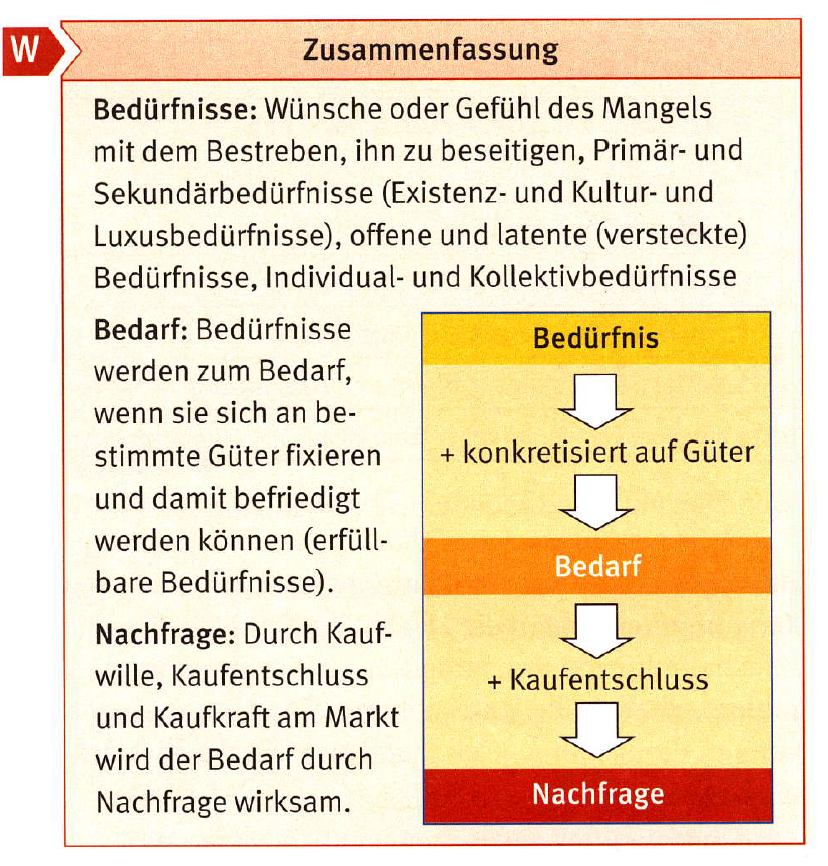 W
Zusammenfassung
Bedürfnisse: Wünsche oder Gefühl des Mangels
mit dem Bestreben, ihn zu beseitigen, Primär- und
Sekundärbedürfnisse (Existenz- und Kultur- und
Luxusbedürfnisse), offene und latente (versteckte)
Bedürfnisse, Individual- und Kollektivbedürfnisse
Bedarf: Bedürfnisse
werden zum Bedarf,
wenn sie sich an be-
stimmte Güter fixieren
und damit befriedigt
werden können (erfüll-
bare Bedürfnisse).
Nachfrage: Durch Kauf-
wille, Kaufentschluss
und Kaufkraft am Markt
wird der Bedarf durch
Nachfrage wirksam.
Bedürfnis
+ konkretisiert auf Güter
Bedarf
+ Kaufentschluss
Nachfrage